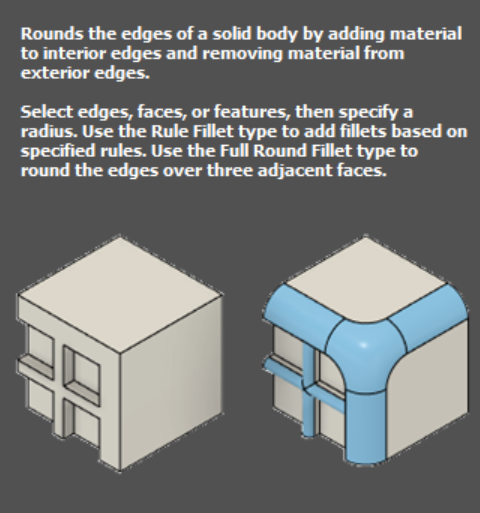 Rounds the edges of a solid body by adding material
to interior edges and removing material from
exterior edges.
Select edges, faces, or features, then specify a
radius. Use the Rule Fillet type to add fillets based on
specified rules. Use the Full Round Fillet type to
round the edges over three adjacent faces.